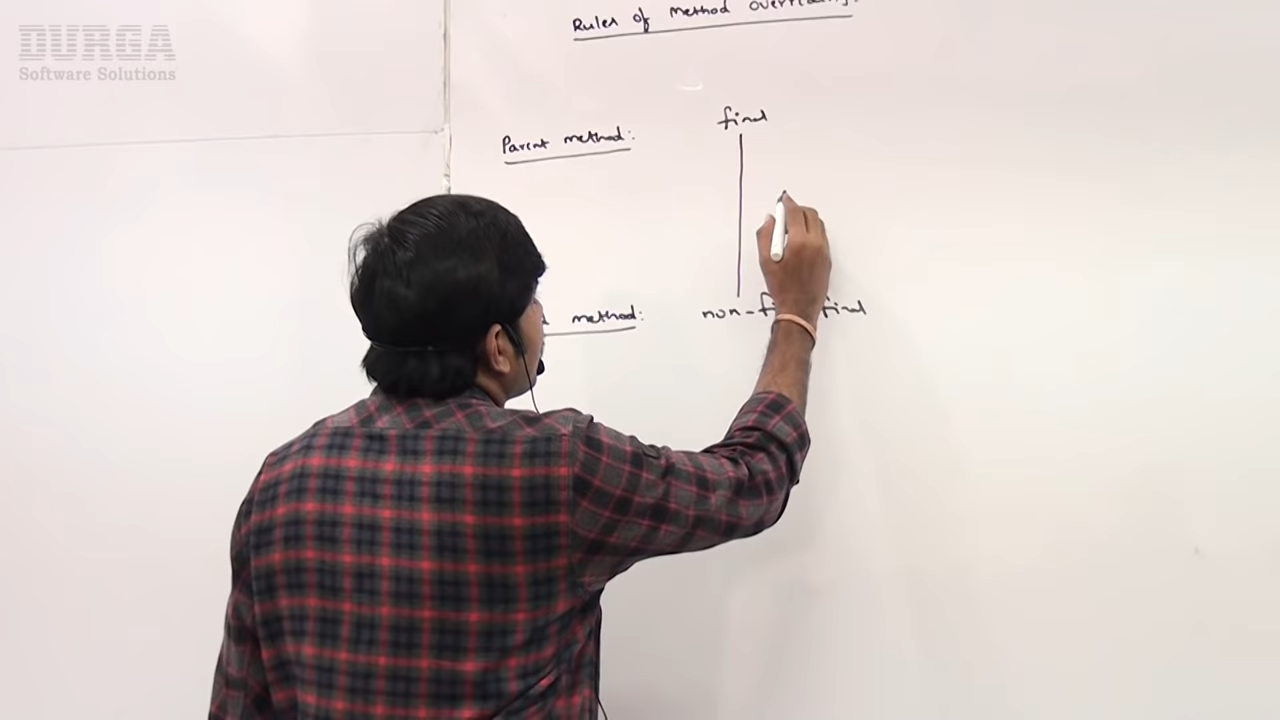 DURGA
Software Solutions
Rules of method
Parent method:
final
method:
non- final